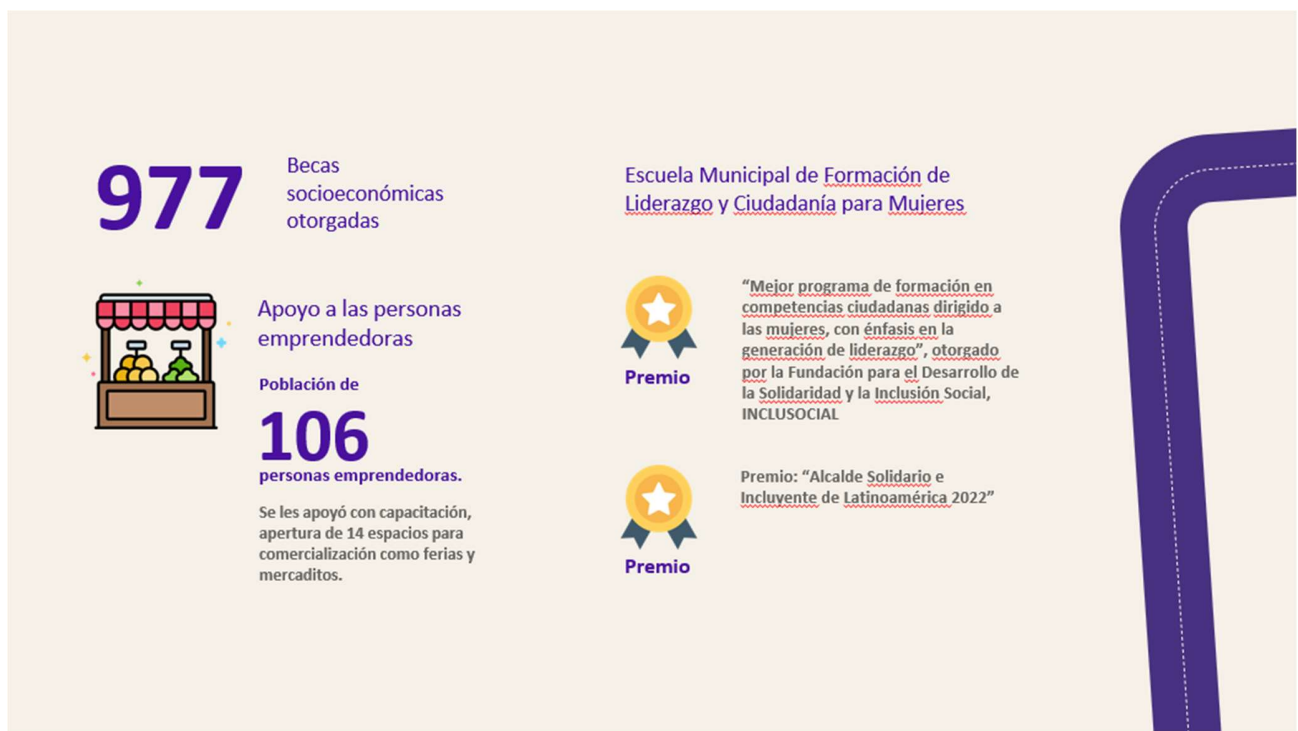 977
Becas
socioeconómicas
otorgadas
Apoyo a las personas
emprendedoras
Población de
106
personas emprendedoras.
Se les apoyó con capacitación,
apertura de 14 espacios para
comercialización como ferias y
mercaditos.
Escuela Municipal de Formación de
Liderazgo y Ciudadanía para Mujeres
Premio
“Mejor programa de formación en
competencias ciudadanas dirigido a
las mujeres, con énfasis en la
generación de liderazgo”, otorgado
por la Fundación para el Desarrollo de
la Solidaridad y la Inclusión Social,
INCLUSOCIAL
Premio
Premio: “Alcalde Solidario e
Incluyente de Latinoamérica 2022”